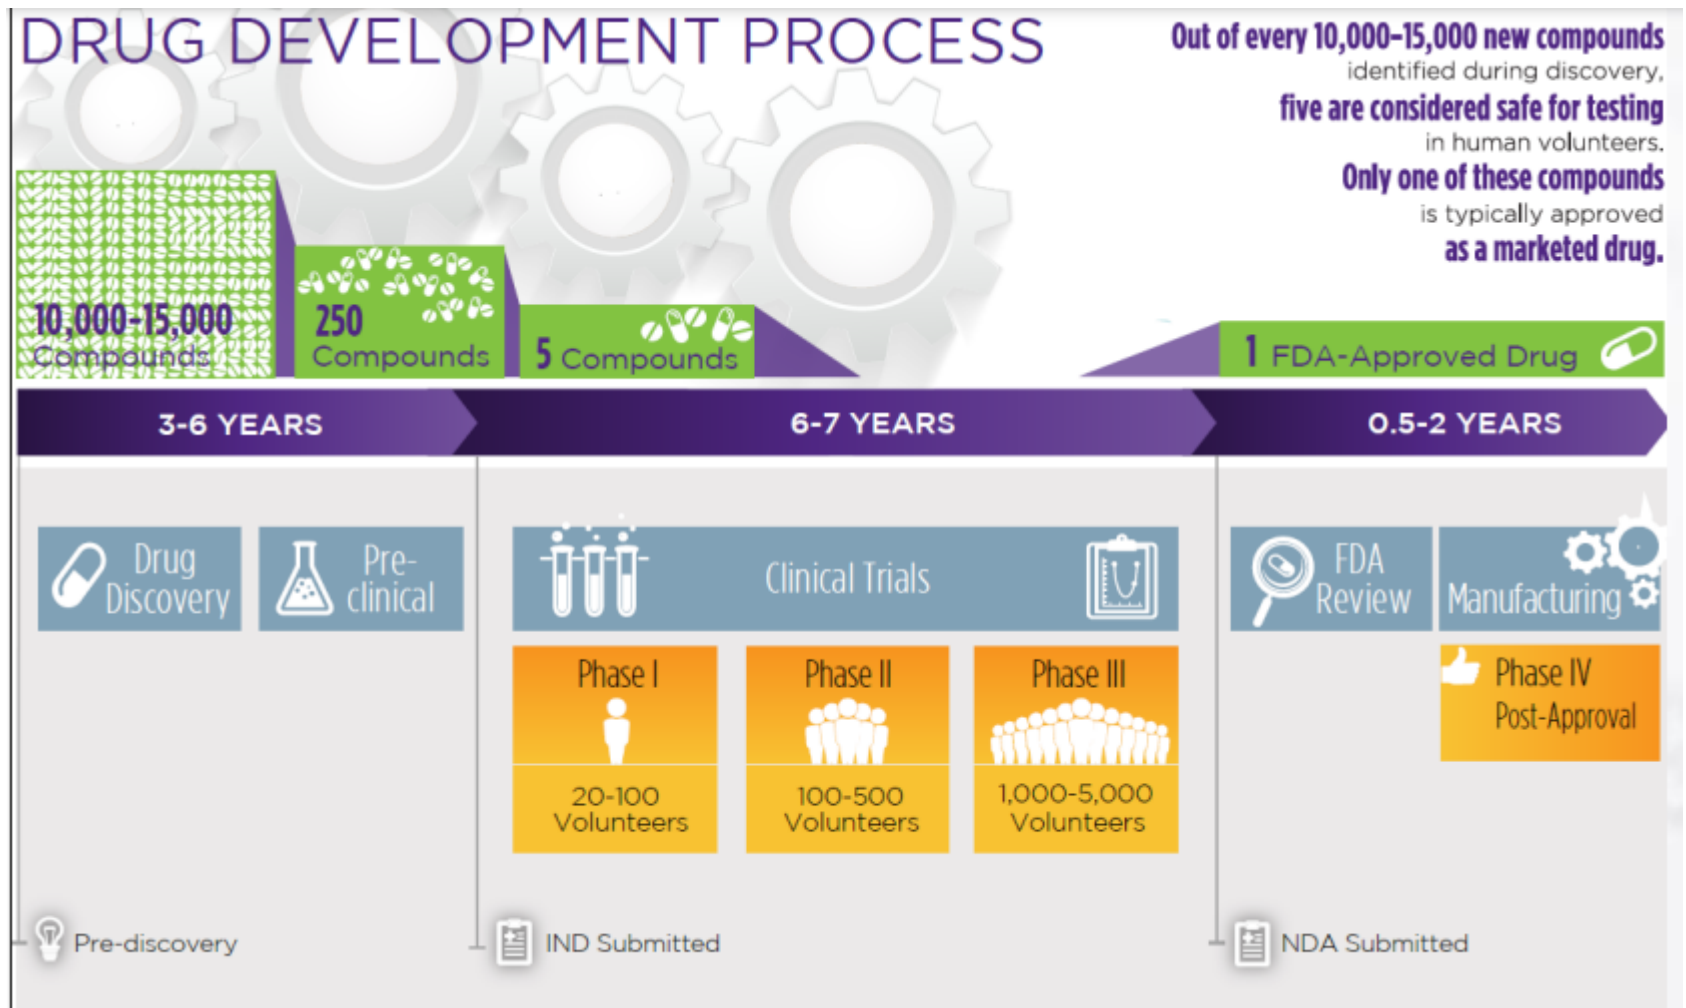 DRUG DEVELOPMENT PROCESS
Out of every 10,000–15,000 new compounds
identified during discovery,
five are considered safe for testing
in human volunteers.
Only one of these compounds
is typically approved
as a marketed drug.
10,000-15,000
Compounds
250
Compounds
5 Compounds
1 FDA-Approved Drug
3-6 YEARS
6-7 YEARS
0.5-2 YEARS
Drug
Discovery
Pre-
clinical
Clinical Trials
FDA
Review
Manufacturing
Phase I
20-100
Volunteers
Phase II
100-500
Volunteers
Phase III
1,000-5,000
Volunteers
Phase IV
Post-Approval
Pre-discovery
IND Submitted
NDA Submitted